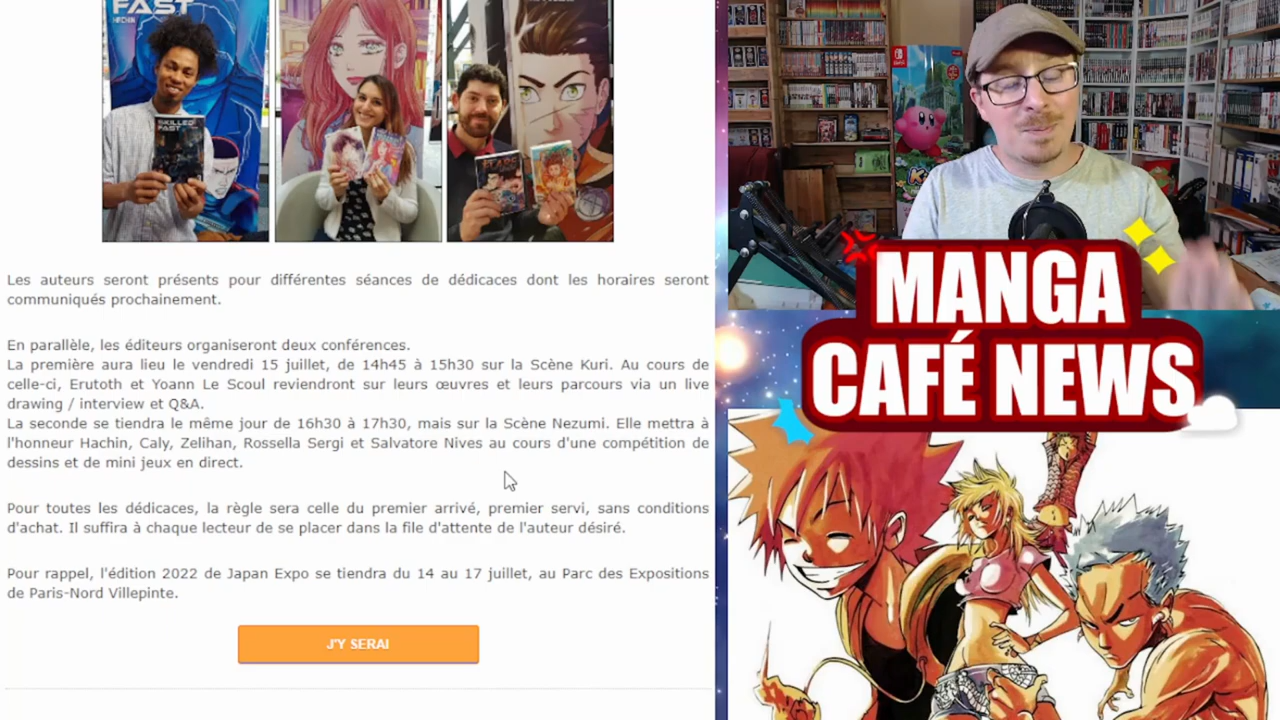 FAST
HACHIN
SKILLED
FAST
Les auteurs seront présents pour différentes séances de dédicaces dont les horaires seront
communiqués prochainement.
En parallèle, les éditeurs organiseront deux conférences.
La première aura lieu le vendredi 15 juillet, de 14h45 à 15h30 sur la Scène Kuri. Au cours de
celle-ci, Erutoth et Yoann Le Scoul reviendront sur leurs œuvres et leurs parcours via un live
drawing / interview et Q&A.
La seconde se tiendra le même jour de 16h30 à 17h30, mais sur la Scène Nezumi. Elle mettra à
l'honneur Hachin, Caly, Zelihan, Rossella Sergi et Salvatore Nives au cours d'une compétition de
dessins et de mini jeux en direct.
Pour toutes les dédicaces, la règle sera celle du premier arrivé, premier servi, sans conditions
d'achat. Il suffira à chaque lecteur de se placer dans la file d'attente de l'auteur désiré.
Pour rappel, l'édition 2022 de Japan Expo se tiendra du 14 au 17 juillet, au Parc des Expositions
de Paris-Nord Villepinte.
J'Y SERAI
MANGA
CAFÉ NEWS